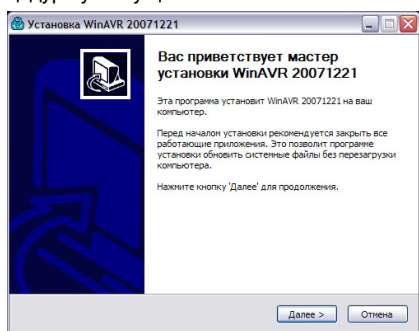 Установка WinAVR 20071221
Вас приветствует мастер
установки WinAVR 20071221
Эта программа установит WinAVR 20071221 на ваш
компьютер.
Перед началом установки рекомендуется закрыть все
работающие приложения. Это позволит программе
установки обновить системные файлы без перезагрузки
компьютера.
Нажмите кнопку 'Далее' для продолжения.
Далее >
Отмена